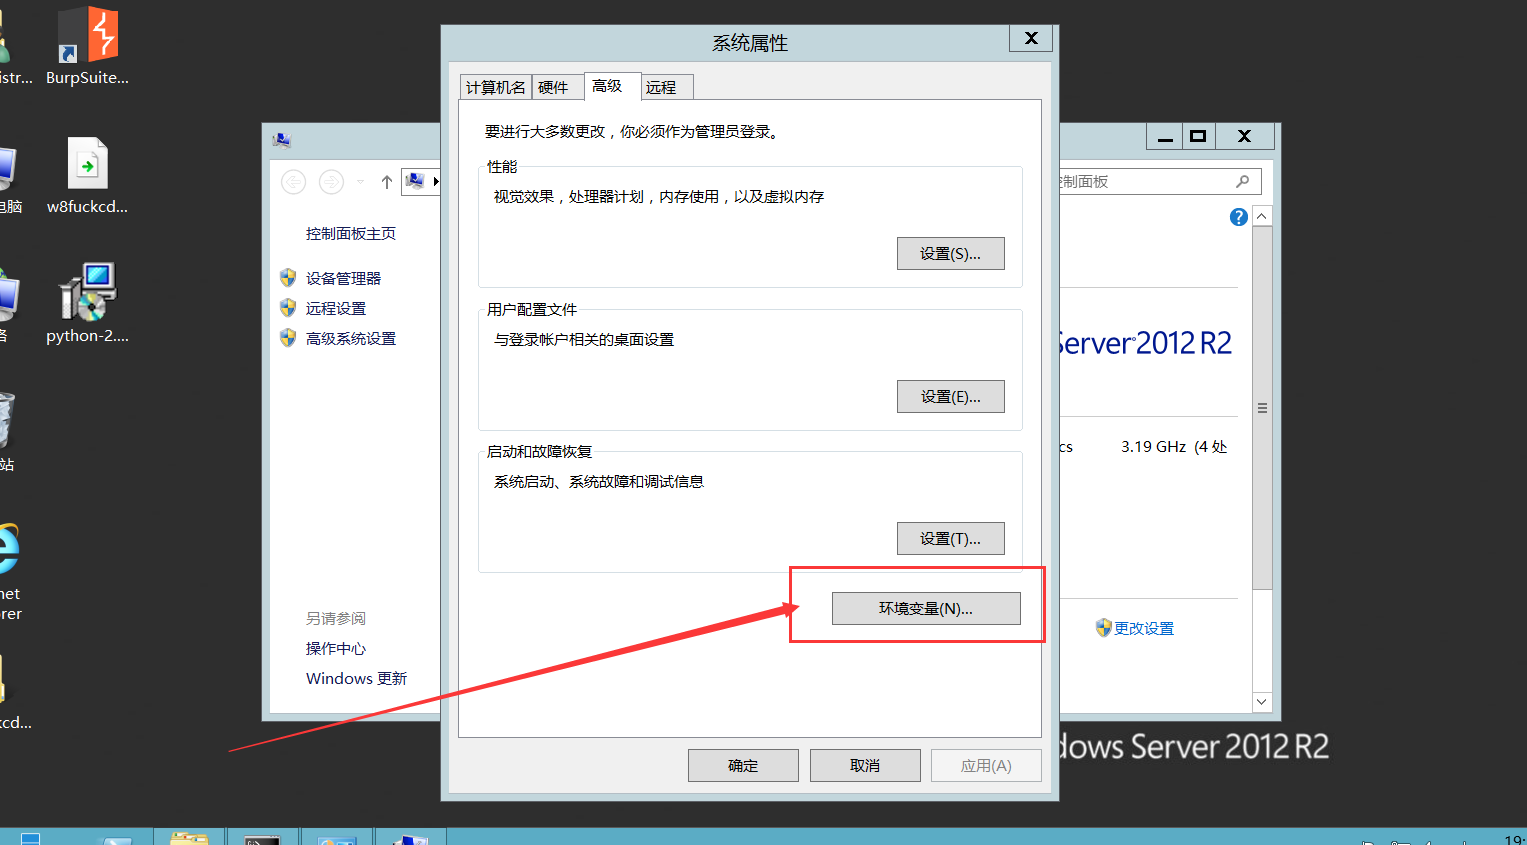 istr...
BurpSuite...
电脑
w8fuckcd...
络
python-2....
站
net
rer
kcd...
系统属性
计算机名
硬件
高级
远程
要进行大多数更改，你必须作为管理员登录。
性能
视觉效果，处理器计划，内存使用，以及虚拟内存
设置(S)...
用户配置文件
与登录帐户相关的桌面设置
设置(E)...
启动和故障恢复
系统启动、系统故障和调试信息
设置(T)...
环境变量(N)...
确定
取消
应用(A)
控制面板主页
设备管理器
远程设置
高级系统设置
另请参阅
操作中心
Windows 更新
控制面板
Server 2012 R2
cs
3.19 GHz (4 处
更改设置
dows Server 2012 R2
19: